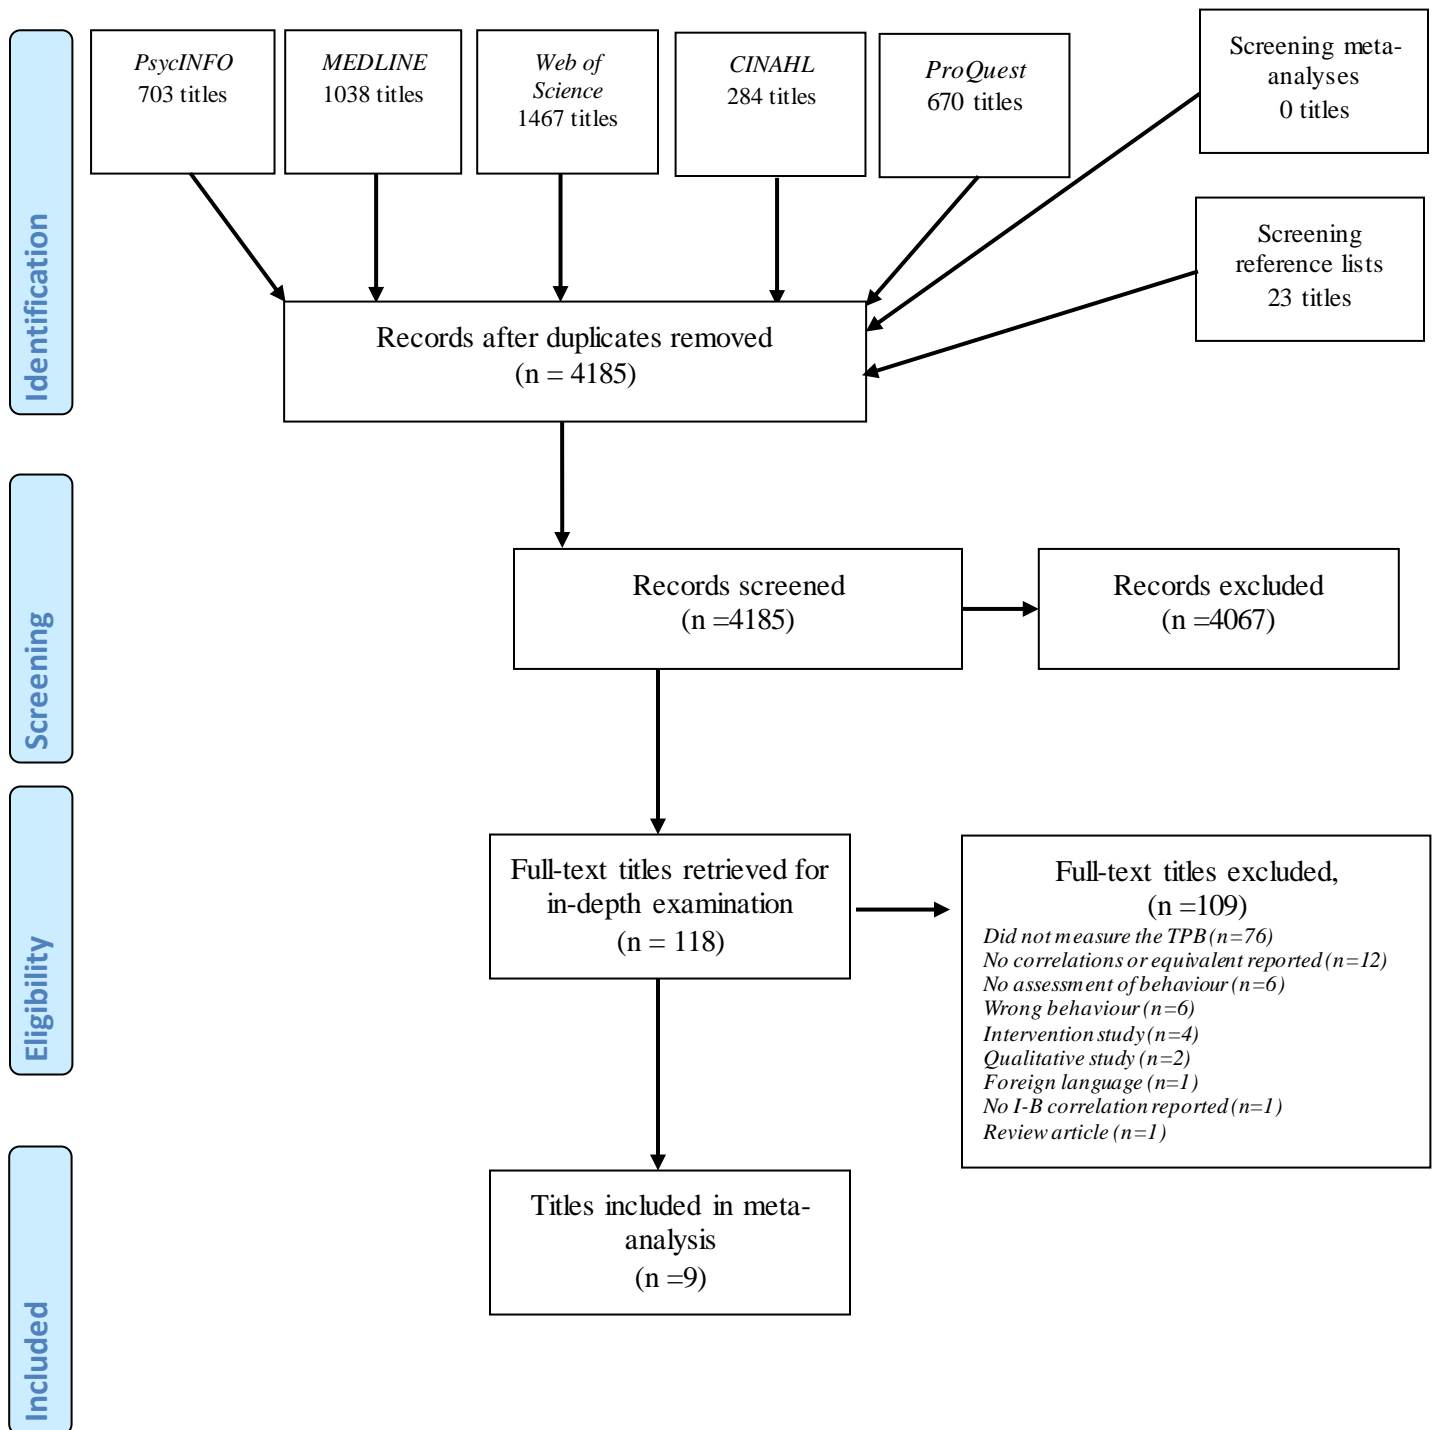 Identification
PsycINFO
703 titles
MEDLINE
1038 titles
Web of
Science
1467 titles
CINAHL
284 titles
ProQuest
670 titles
Screening meta-
analyses
0 titles
Screening
reference lists
23 titles
Records after duplicates removed
(n = 4185)
Screening
Records screened
(n =4185)
Records excluded
(n =4067)
Eligibility
Full-text titles retrieved for
in-depth examination
(n = 118)
Full-text titles excluded,
(n =109)
Did not measure the TPB (n=76)
No correlations or equivalent reported (n=12)
No assessment of behaviour (n=6)
Wrong behaviour (n=6)
Intervention study (n=4)
Qualitative study (n=2)
Foreign language (n=1)
No I-B correlation reported (n=1)
Review article (n=1)
Included
Titles included in meta-
analysis
(n =9)